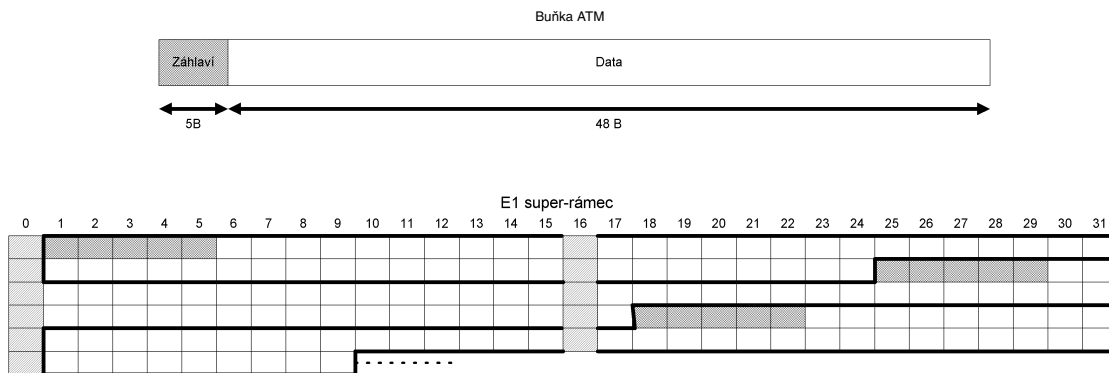 Buňka ATM
Záhlaví Data
5B 48 B
E1 super-rámec
0 1 2 3 4 5 6 7 8 9 10 11 12 13 14 15 16 17 18 19 20 21 22 23 24 25 26 27 28 29 30 31